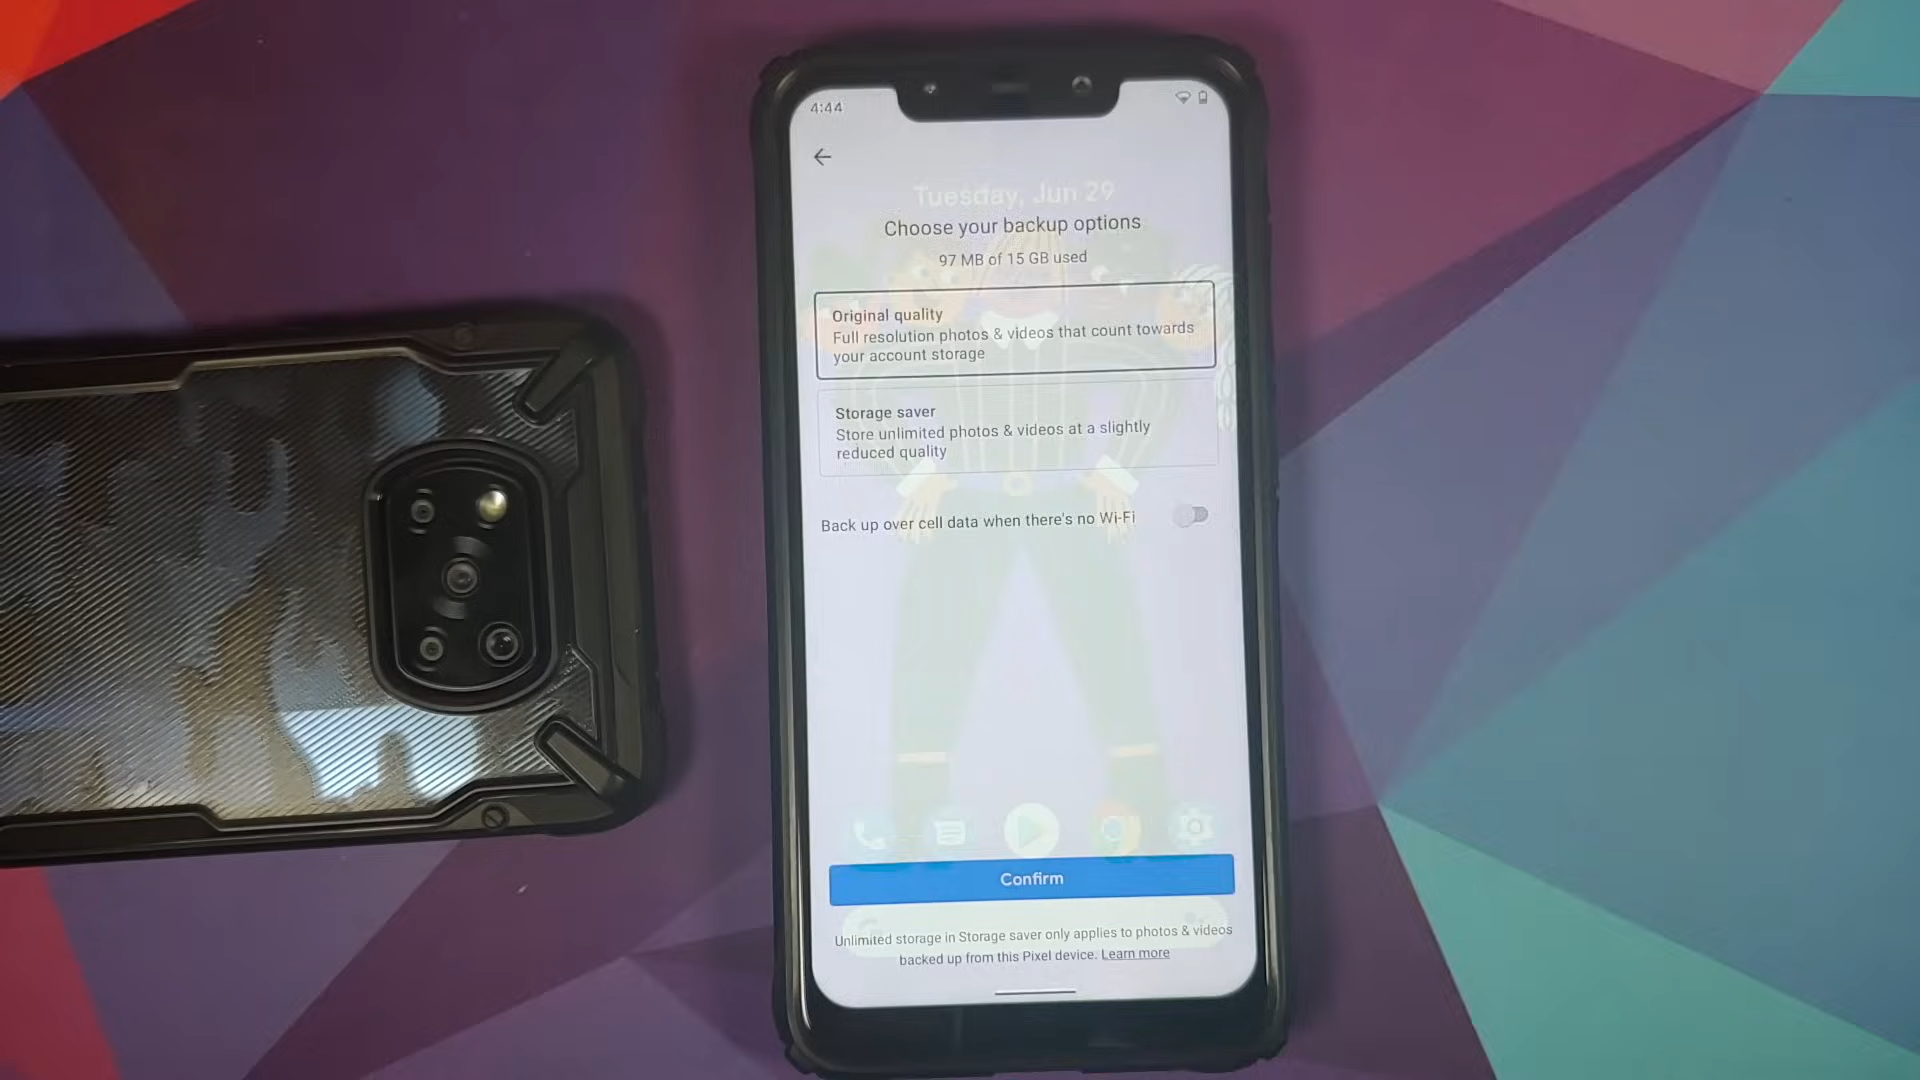 4:44
Tuesday, Jun 29
Choose your backup options
97 MB of 15 GB used
Original quality
Full resolution photos & videos that count towards
your account storage
Storage saver
Store unlimited photos & videos at a slightly
reduced quality
Back up over cell data when there's no Wi-Fi
Confirm
Unlimited storage in Storage saver only applies to photos & videos
backed up from this Pixel device. Learn more